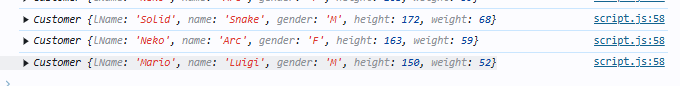 Customer {lName: 'Solid', name: 'Snake', gender: 'M', height: 172, weight: 68} script.js:58
Customer {lName: 'Neko', name: 'Arc', gender: 'F', height: 163, weight: 59} script.js:58
Customer {lName: 'Mario', name: 'Luigi', gender: 'M', height: 150, weight: 52} script.js:58